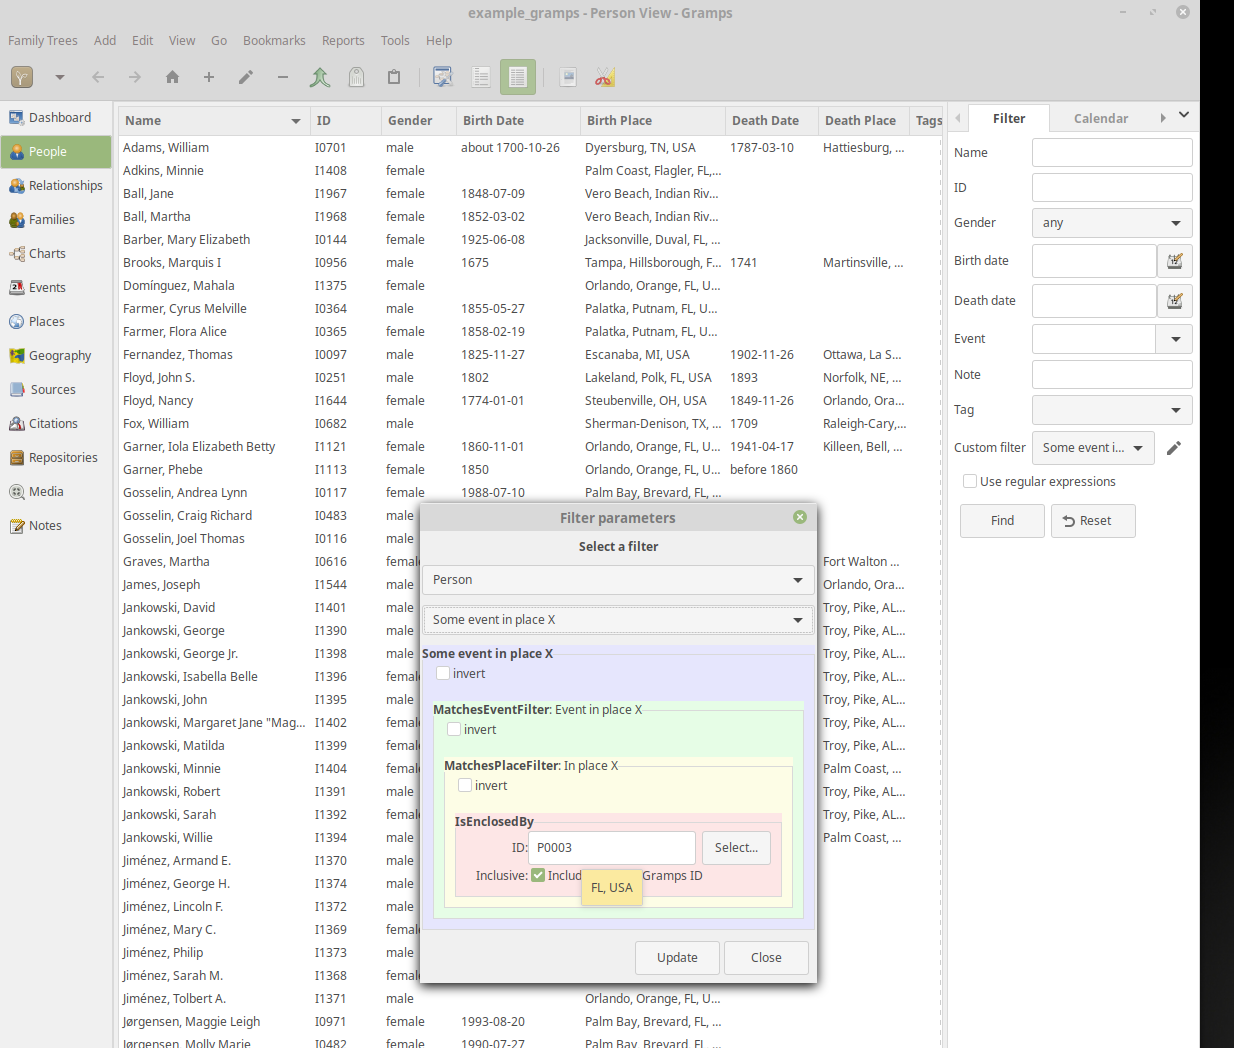 example_gramps - Person View - Gramps
Family Trees Add Edit View Go Bookmarks Reports Tools Help
Dashboard
People
Relationships
Families
Charts
Events
Places
Geography
Sources
Citations
Repositories
Media
Notes
Name ID Gender Birth Date Birth Place Death Date Death Place Tags
Adams, William I0701 male about 1700-10-26 Dyersburg, TN, USA 1787-03-10 Hattiesburg, ...
Adkins, Minnie I1408 female Palm Coast, Flagler, FL,...
Ball, Jane I1967 female 1848-07-09 Vero Beach, Indian Riv...
Ball, Martha I1968 female 1852-03-02 Vero Beach, Indian Riv...
Barber, Mary Elizabeth I0144 female 1925-06-08 Jacksonville, Duval, FL, ...
Brooks, Marquis I I0956 male 1675 Tampa, Hillsborough, F... 1741 Martinsville, ...
Domínguez, Mahala I1375 female Orlando, Orange, FL, U...
Farmer, Cyrus Melville I0364 male 1855-05-27 Palatka, Putnam, FL, U...
Farmer, Flora Alice I0365 female 1858-02-19 Palatka, Putnam, FL, U...
Fernandez, Thomas I0097 male 1825-11-27 Escanaba, MI, USA 1902-11-26 Ottawa, La S...
Floyd, John S. I0251 male 1802 Lakeland, Polk, FL, USA 1893 Norfolk, NE, ...
Floyd, Nancy I1644 female 1774-01-01 Steubenville, OH, USA 1849-11-26 Orlando, Ora...
Fox, William I0682 male Sherman-Denison, TX, ... 1709 Raleigh-Cary,...
Garner, Iola Elizabeth Betty I1121 female 1860-11-01 Orlando, Orange, FL, U... 1941-04-17 Killeen, Bell, ...
Garner, Phebe I1113 female 1850 Orlando, Orange, FL, U... before 1860
Gosselin, Andrea Lynn I0117 female 1988-07-10 Palm Bay, Brevard, FL, ...
Gosselin, Craig Richard I0483 male
Gosselin, Joel Thomas I0116 male
Graves, Martha I0616 femal Fort Walton ...
James, Joseph I1544 male Orlando, Ora...
Jankowski, David I1401 male Troy, Pike, AL...
Jankowski, George I1390 male Troy, Pike, AL...
Jankowski, George Jr. I1398 male Troy, Pike, AL...
Jankowski, Isabella Belle I1396 femal Troy, Pike, AL...
Jankowski, John I1395 male Troy, Pike, AL...
Jankowski, Margaret Jane "Mag... I1402 femal Troy, Pike, AL...
Jankowski, Matilda I1399 femal Troy, Pike, AL...
Jankowski, Minnie I1404 femal Palm Coast, ...
Jankowski, Robert I1391 male Troy, Pike, AL...
Jankowski, Sarah I1392 femal Troy, Pike, AL...
Jankowski, Willie I1394 male Palm Coast, ...
Jiménez, Armand E. I1370 male
Jiménez, George H. I1374 male
Jiménez, Lincoln F. I1372 male
Jiménez, Mary C. I1369 femal
Jiménez, Philip I1373 male
Jiménez, Sarah M. I1368 femal
Jiménez, Tolbert A. I1371 male Orlando, Orange, FL, U...
Jørgensen, Maggie Leigh I0971 female 1993-08-20 Palm Bay, Brevard, FL, ...
Jørgensen, Molly Marie I0482 female 1990-07-27 Palm Bay, Brevard, FL, ...
Filter parameters
Select a filter
Person
Some event in place X
Some event in place X
invert
MatchesEventFilter: Event in place X
invert
MatchesPlaceFilter: In place X
invert
IsEnclosedBy
ID: P0003 Select...
Inclusive: Includ Gramps ID
FL, USA
Update Close
Filter Calendar
Name
ID
Gender any
Birth date
Death date
Event
Note
Tag
Custom filter Some event i...
Use regular expressions
Find Reset